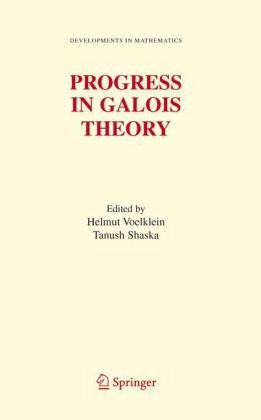 DEVELOPMENTS IN MATHEMATICS
PROGRESS
IN GALOIS
THEORY
Edited by
Helmut Voelklein
Tanush Shaska
Springer